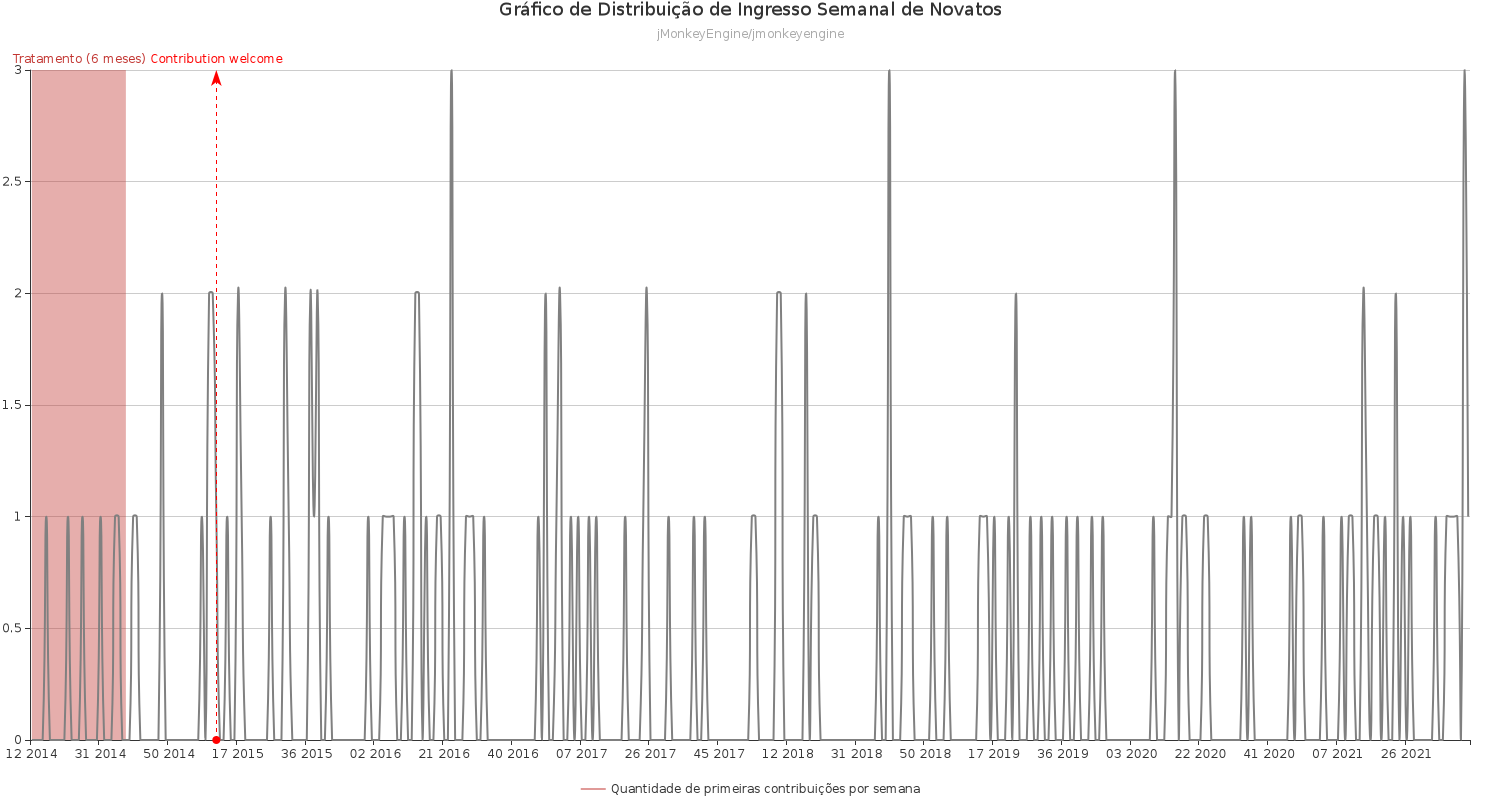 Gráfico de Distribuição de Ingresso Semanal de Novatos
jMonkeyEngine/jmonkeyengine
Tratamento (6 meses) Contribution welcome
3
2.5
2
1.5
1
0.5
0
12 2014 31 2014 50 2014 17 2015 36 2015 02 2016 21 2016 40 2016 07 2017 26 2017 45 2017 12 2018 31 2018 50 2018 17 2019 36 2019 03 2020 22 2020 41 2020 07 2021 26 2021
Quantidade de primeiras contribuições por semana